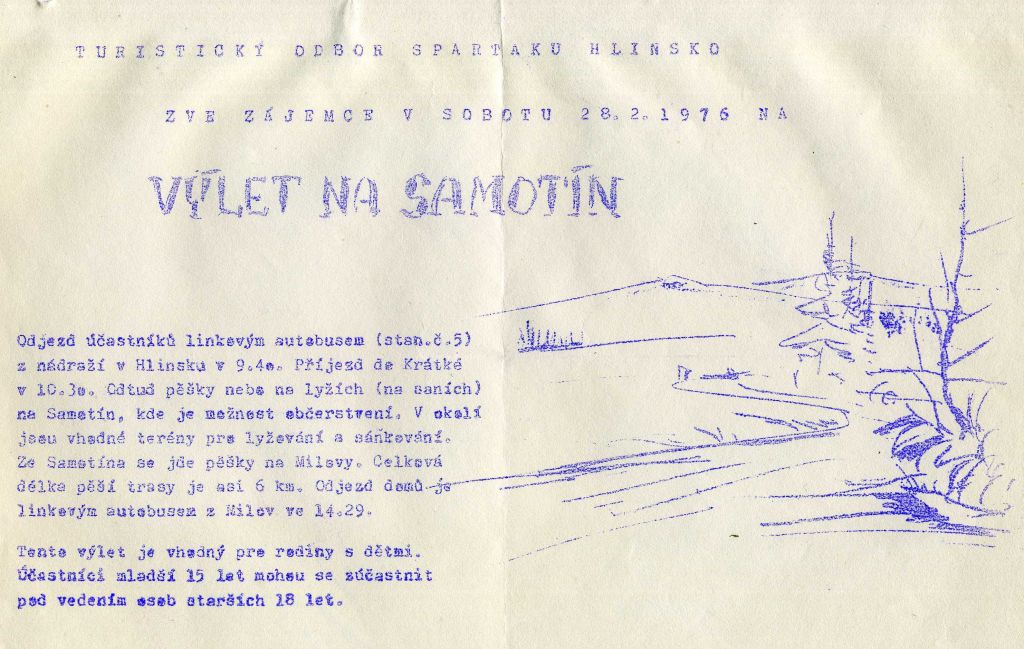 TURISTICKÝ ODBOR SPARTAKU HLINSKO
ZVE ZÁJEMCE V SOBOTU 28.2.1976 NA
VÝLET NA SAMOTÍN
Odjezd účastníků linkovým autobusem (stan.č.5)
z nádraží v Hlinsku v 9.40. Příjezd do Krátké
v 10.30. Odtud pěšky nebo na lyžích (na saních)
na Samotín, kde je možnost občerstvení. V okolí
jsou vhodné terény pro lyžování a sáňkování.
Ze Samotína se jde pěšky na Milovy. Celková
délka pěší trasy je asi 6 km. Odjezd domů je
linkovým autobusem z Milov ve 14.29.
Tento výlet je vhodný pro rodiny s dětmi.
Účastníci mladší 15 let mohou se zúčastnit
pod vedením osob starších 18 let.